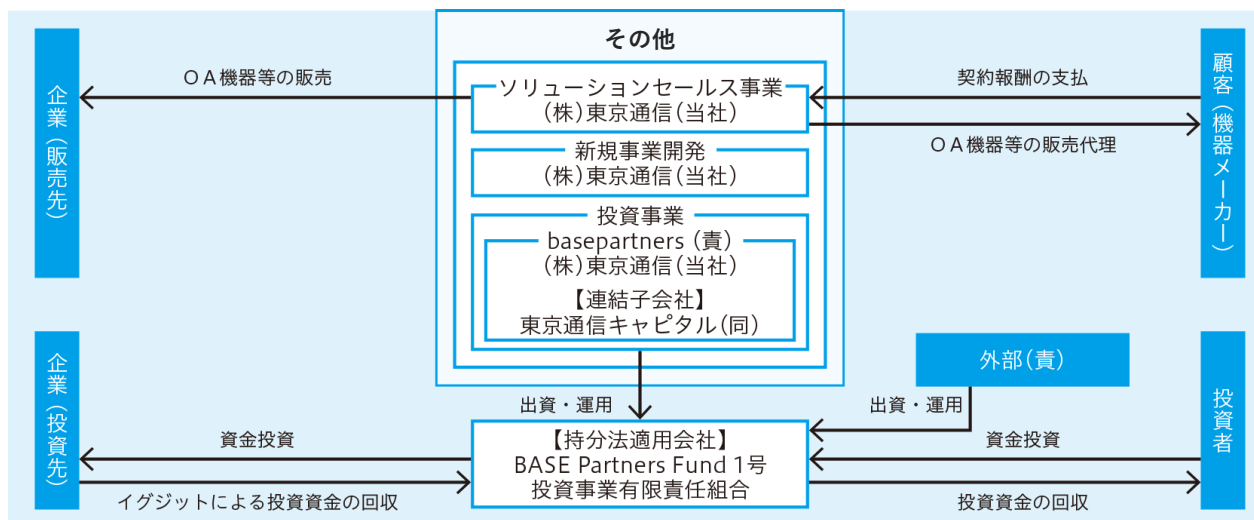 その他
企業（販売先）
OA機器等の販売
ソリューションセールス事業
(株)東京通信(当社)
契約報酬の支払
OA機器等の販売代理
顧客（機器メーカー）
新規事業開発
(株)東京通信(当社)
投資事業
basepartners（責）
(株)東京通信(当社)
【連結子会社】
東京通信キャピタル(同)
外部(責)
出資・運用
出資・運用
企業（投資先）
資金投資
イグジットによる投資資金の回収
【持分法適用会社】
BASE Partners Fund 1号
投資事業有限責任組合
資金投資
投資資金の回収
投資者